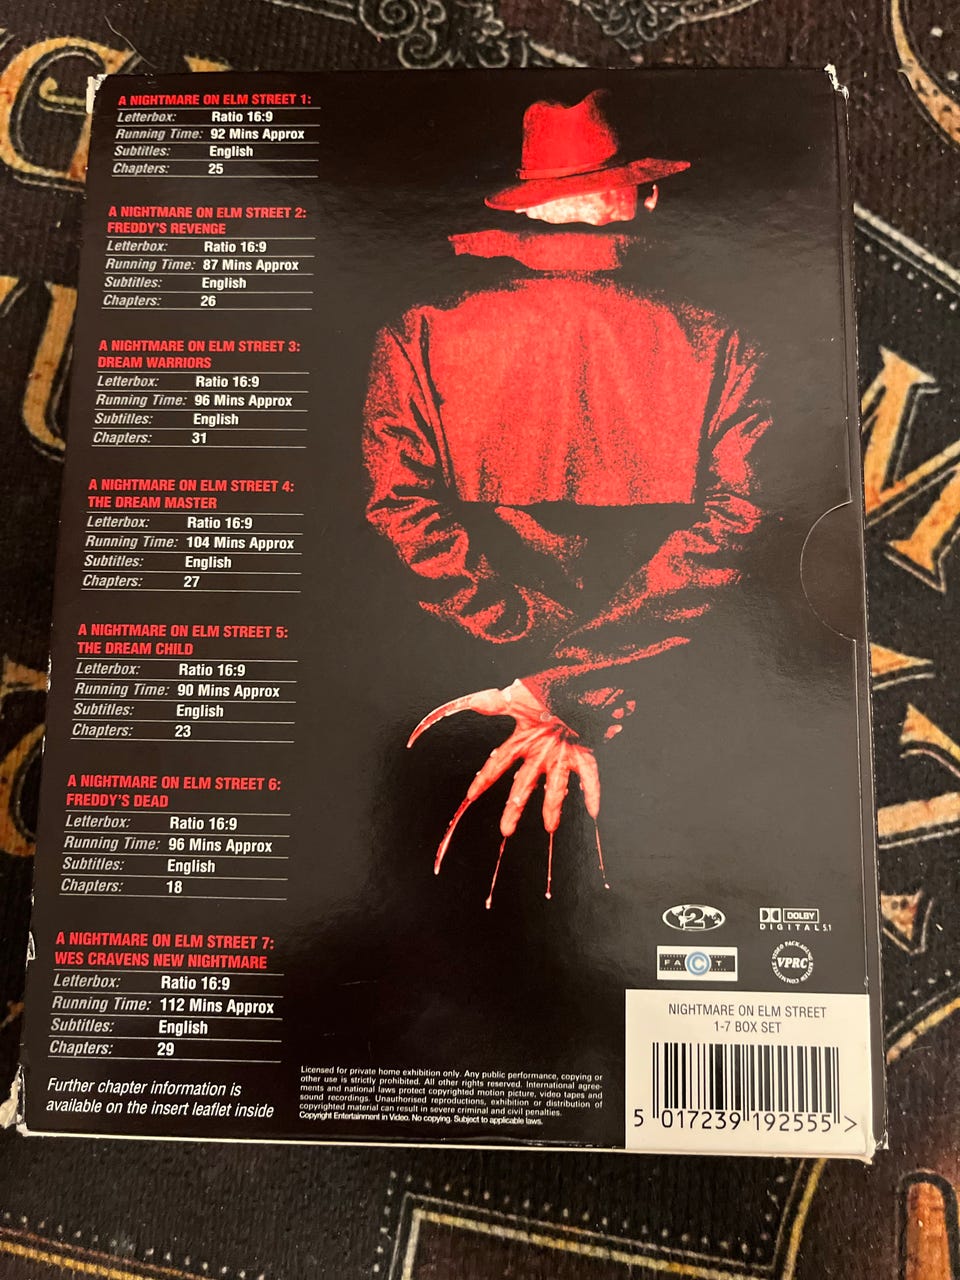 A NIGHTMARE ON ELM STREET 1:
Letterbox: Ratio 16:9
Running Time: 92 Mins Approx
Subtitles: English
Chapters: 25
A NIGHTMARE ON ELM STREET 2:
FREDDY'S REVENGE
Letterbox: Ratio 16:9
Running Time: 87 Mins Approx
Subtitles: English
Chapters: 26
A NIGHTMARE ON ELM STREET 3:
DREAM WARRIORS
Letterbox: Ratio 16:9
Running Time: 96 Mins Approx
Subtitles: English
Chapters: 31
A NIGHTMARE ON ELM STREET 4:
THE DREAM MASTER
Letterbox: Ratio 16:9
Running Time: 104 Mins Approx
Subtitles: English
Chapters: 27
A NIGHTMARE ON ELM STREET 5:
THE DREAM CHILD
Letterbox: Ratio 16:9
Running Time: 90 Mins Approx
Subtitles: English
Chapters: 23
A NIGHTMARE ON ELM STREET 6:
FREDDY'S DEAD
Letterbox: Ratio 16:9
Running Time: 96 Mins Approx
Subtitles: English
Chapters: 18
A NIGHTMARE ON ELM STREET 7:
WES CRAVENS NEW NIGHTMARE
Letterbox: Ratio 16:9
Running Time: 112 Mins Approx
Subtitles: English
Chapters: 29
Further chapter information is
available on the insert leaflet inside
Licensed for private home exhibition only. Any public performance, copying or
other use is strictly prohibited. All other rights reserved. International agree-
ments and national laws protect copyrighted motion picture, video tapes and
sound recordings. Unauthorised reproductions, exhibition or distribution of
copyrighted material can result in severe criminal and civil penalties.
Copyright Entertainment in Video. No copying. Subject to applicable laws.
2
DOLBY
DIGITAL 5.1
FACT
VIDEO PACKAGING
VPRC
COMMITTEE
NIGHTMARE ON ELM STREET
1-7 BOX SET
5 017239 192555 >